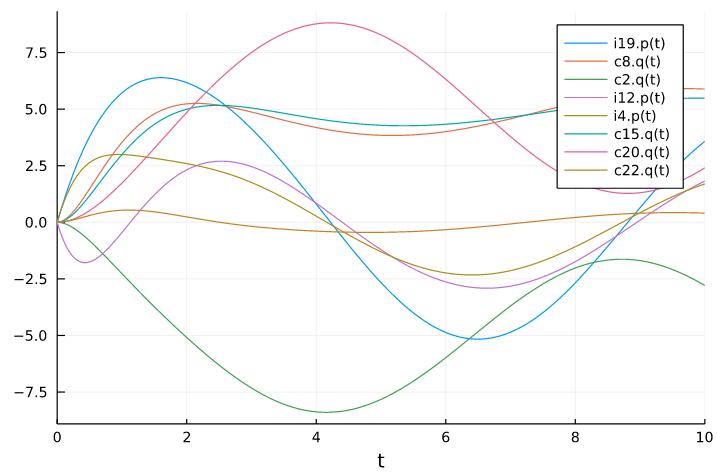 7.5
5.0
2.5
0.0
−2.5
−5.0
−7.5
0 2 4 6 8 10
t
i19.p(t)
c8.q(t)
c2.q(t)
i12.p(t)
i4.p(t)
c15.q(t)
c20.q(t)
c22.q(t)